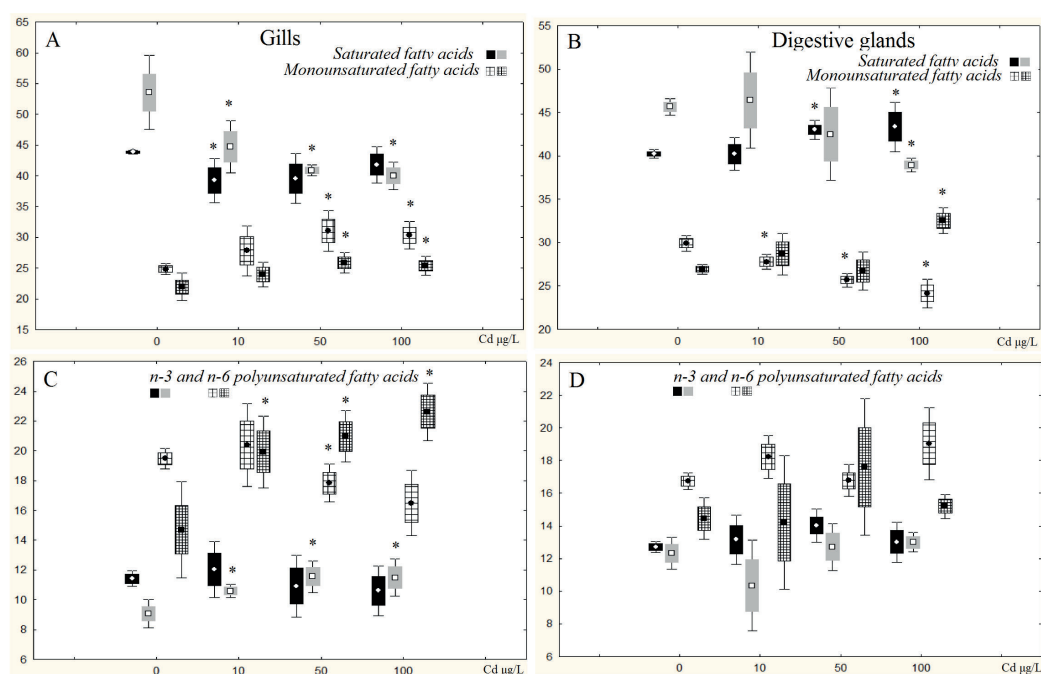 A
Gills
Saturated fatty acids
Monounsaturated fatty acids
65
60
55
50
45
40
35
30
25
20
15
* * * * * * * * *
0 10 50 100 Cd µg/L
B
Digestive glands
Saturated fatty acids
Monounsaturated fatty acids
55
50
45
40
35
30
25
20
* * * * * * *
0 10 50 100 Cd µg/L
C
n-3 and n-6 polyunsaturated fatty acids
26
24
22
20
18
16
14
12
10
8
6
* * * * * * *
0 10 50 100 Cd µg/L
D
n-3 and n-6 polyunsaturated fatty acids
24
22
20
18
16
14
12
10
8
6
0 10 50 100 Cd µg/L